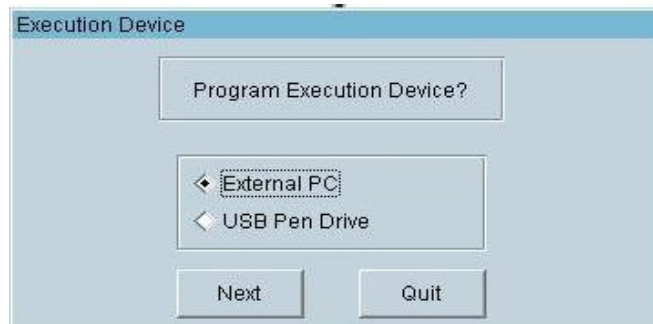 Execution Device
Program Execution Device?
External PC
USB Pen Drive
Next
Quit